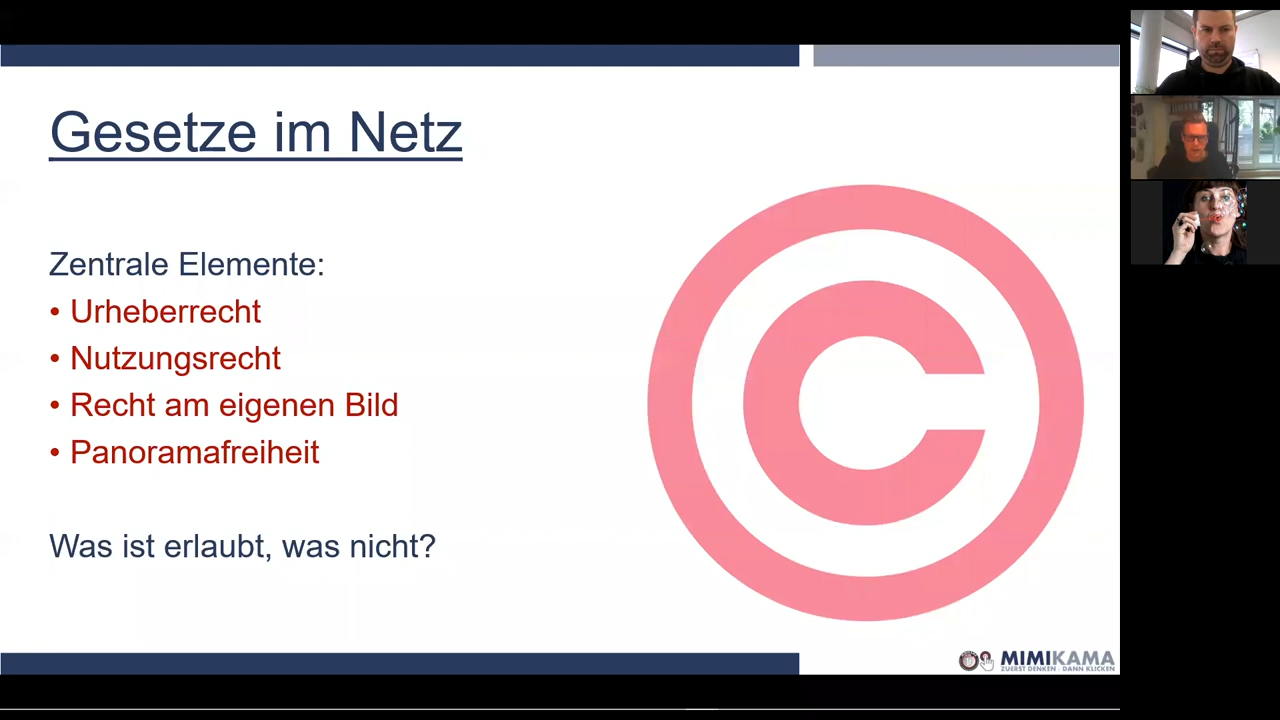 Gesetze im Netz
Zentrale Elemente:
• Urheberrecht
• Nutzungsrecht
• Recht am eigenen Bild
• Panoramafreiheit
Was ist erlaubt, was nicht?
MIMIKAMA
ZUERST DENKEN - DANN KLICKEN